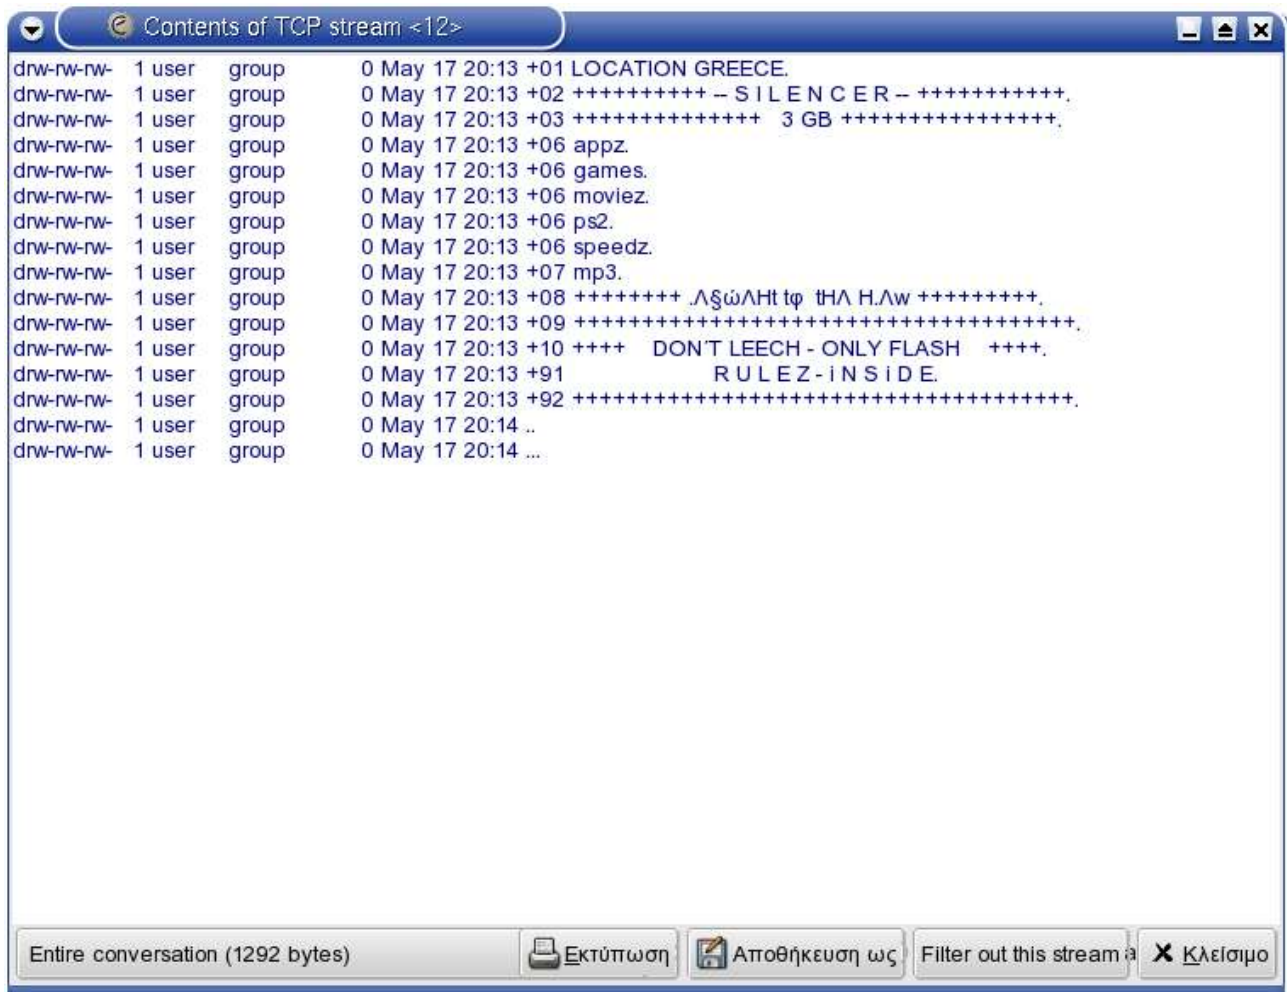 Contents of TCP stream <12>
drw-rw-rw- 1 user group 0 May 17 20:13 +01 LOCATION GREECE.
drw-rw-rw- 1 user group 0 May 17 20:13 +02 ++++++++++ -- S I L E N C E R -- +++++++++++.
drw-rw-rw- 1 user group 0 May 17 20:13 +03 ++++++++++++++ 3 GB ++++++++++++++++.
drw-rw-rw- 1 user group 0 May 17 20:13 +06 appz.
drw-rw-rw- 1 user group 0 May 17 20:13 +06 games.
drw-rw-rw- 1 user group 0 May 17 20:13 +06 moviez.
drw-rw-rw- 1 user group 0 May 17 20:13 +06 ps2.
drw-rw-rw- 1 user group 0 May 17 20:13 +06 speedz.
drw-rw-rw- 1 user group 0 May 17 20:13 +07 mp3.
drw-rw-rw- 1 user group 0 May 17 20:13 +08 ++++++++ .Λ§ώΛHt tφ tHΛ H.Λw +++++++++.
drw-rw-rw- 1 user group 0 May 17 20:13 +09 +++++++++++++++++++++++++++++++++++++.
drw-rw-rw- 1 user group 0 May 17 20:13 +10 ++++ DON´T LEECH - ONLY FLASH ++++.
drw-rw-rw- 1 user group 0 May 17 20:13 +91 R U L E Z - i N S i D E.
drw-rw-rw- 1 user group 0 May 17 20:13 +92 +++++++++++++++++++++++++++++++++++++.
drw-rw-rw- 1 user group 0 May 17 20:14 ..
drw-rw-rw- 1 user group 0 May 17 20:14 ...
Entire conversation (1292 bytes) Εκτύπωση Αποθήκευση ως Filter out this stream a Κλείσιμο